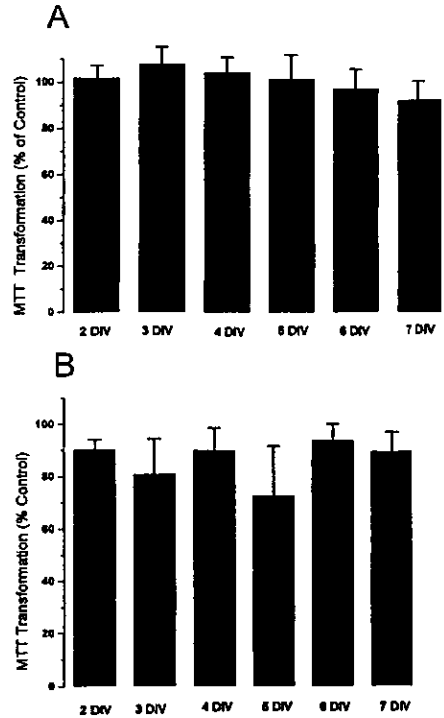 A
MTT Transformation (% of Control)
100
80
60
40
20
0
2 DIV 3 DIV 4 DIV 5 DIV 6 DIV 7 DIV
B
MTT Transformation (% Control)
100
80
60
40
20
0
2 DIV 3 DIV 4 DIV 5 DIV 6 DIV 7 DIV